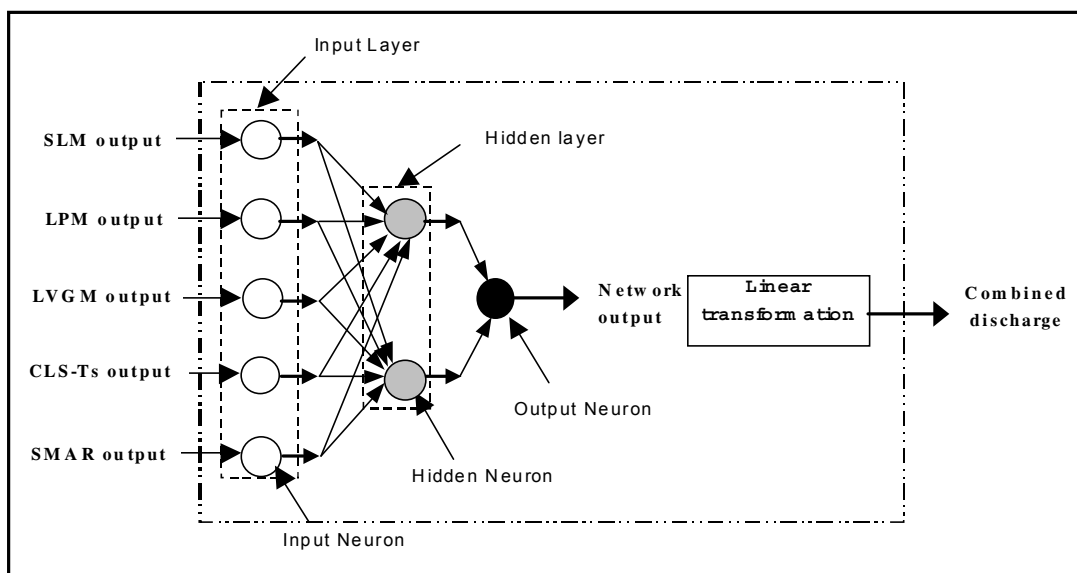 Input Layer
SLM output
Hidden layer
LPM output
LVGM output
Network
output
Linear
transformation
Combined
discharge
CLS-Ts output
Output Neuron
SMAR output
Hidden Neuron
Input Neuron